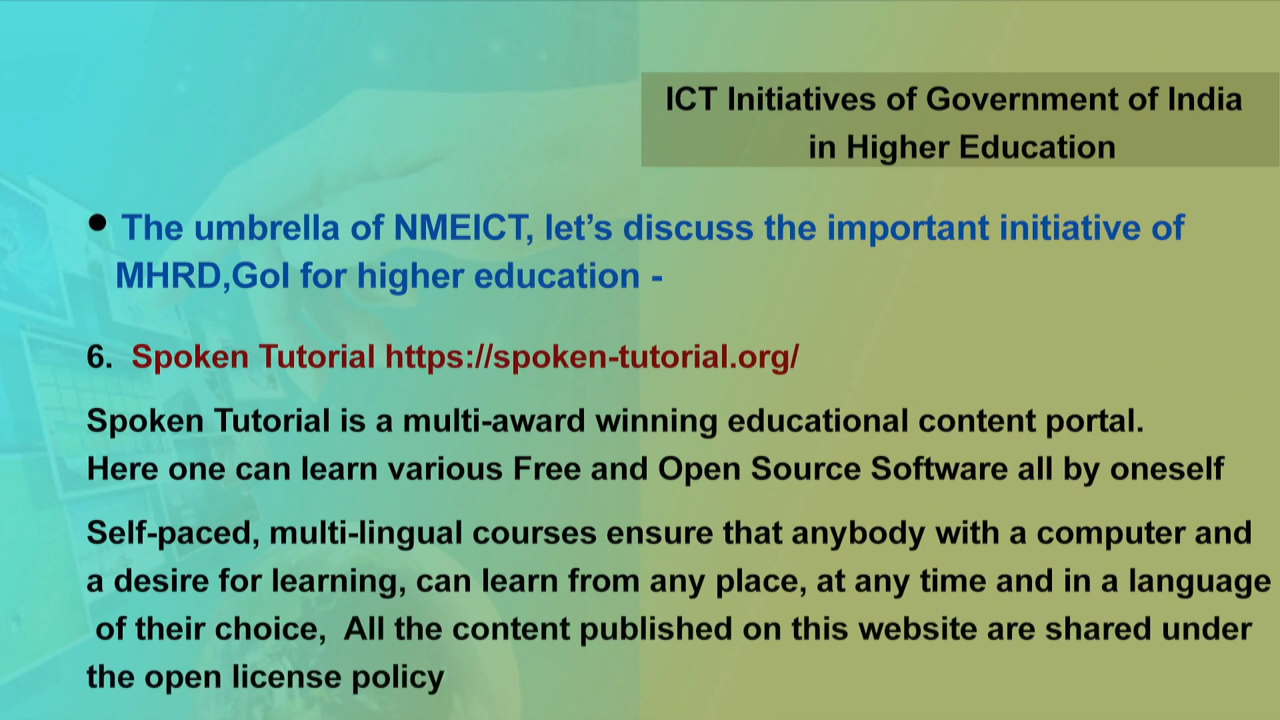 ICT Initiatives of Government of India
in Higher Education
• The umbrella of NMEICT, let’s discuss the important initiative of
MHRD,GoI for higher education -
6. Spoken Tutorial https://spoken-tutorial.org/
Spoken Tutorial is a multi-award winning educational content portal.
Here one can learn various Free and Open Source Software all by oneself
Self-paced, multi-lingual courses ensure that anybody with a computer and
a desire for learning, can learn from any place, at any time and in a language
of their choice, All the content published on this website are shared under
the open license policy